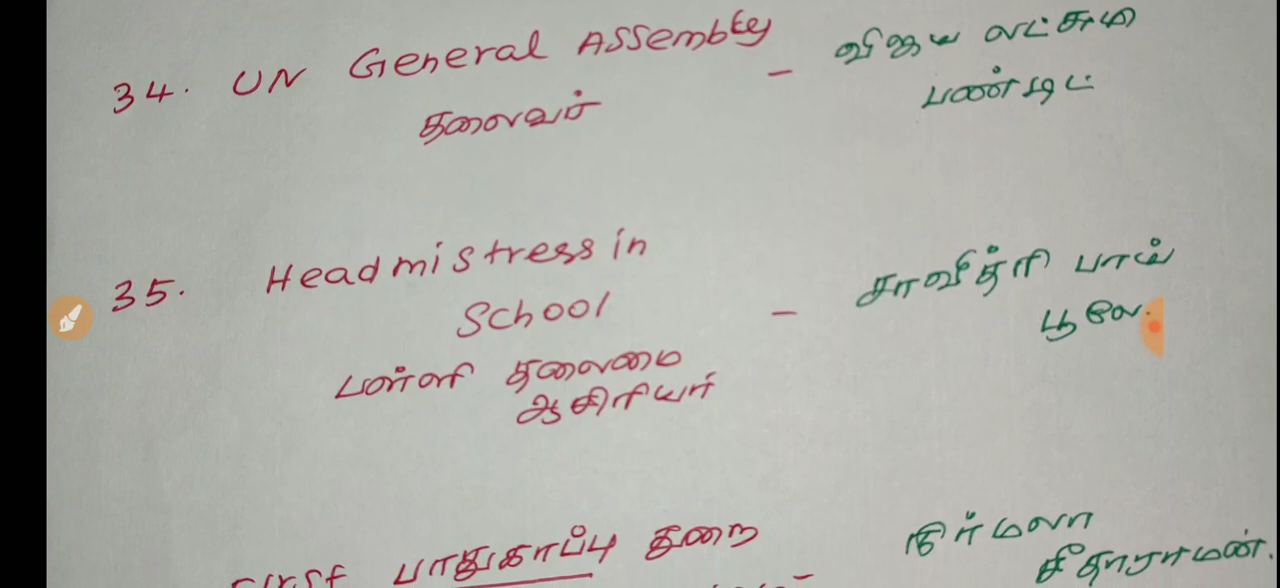 34. UN General Assembly - விஜய லட்சுமி
தலைவர் பண்டிட்
35. Headmistress in
School - சாவித்ரி பாய்
பூலே.
பள்ளி தலைமை
ஆசிரியர்
First பாதுகாப்பு துறை - நிர்மலா
சீதாராமன்.